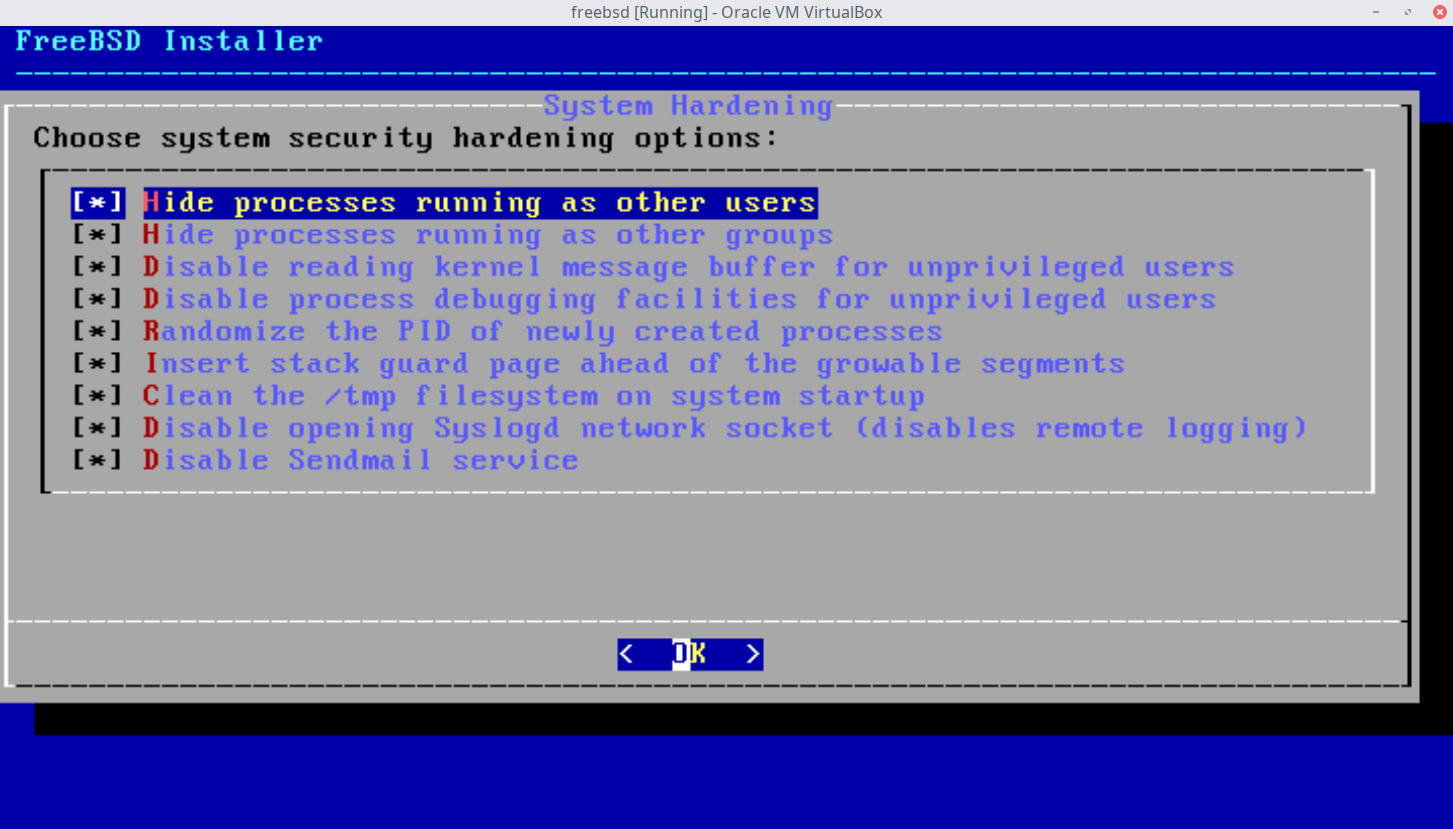 freebsd [Running] - Oracle VM VirtualBox
FreeBSD Installer
System Hardening
Choose system security hardening options:
[*] Hide processes running as other users
[*] Hide processes running as other groups
[*] Disable reading kernel message buffer for unprivileged users
[*] Disable process debugging facilities for unprivileged users
[*] Randomize the PID of newly created processes
[*] Insert stack guard page ahead of the growable segments
[*] Clean the /tmp filesystem on system startup
[*] Disable opening Syslogd network socket (disables remote logging)
[*] Disable Sendmail service
< OK >